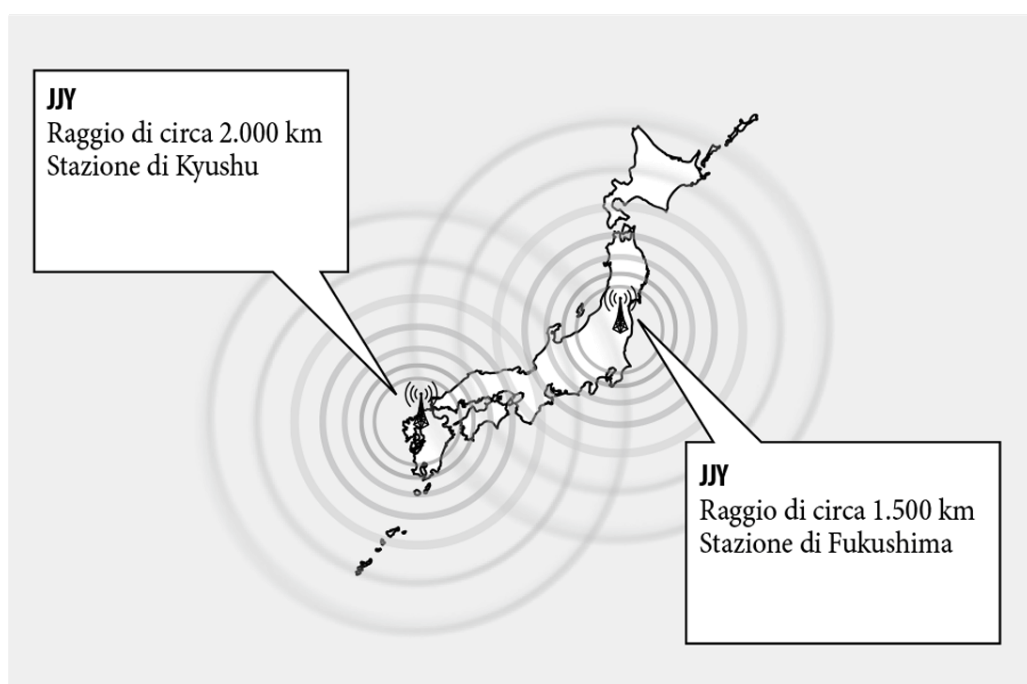 JJY
Raggio di circa 2.000 km
Stazione di Kyushu
JJY
Raggio di circa 1.500 km
Stazione di Fukushima